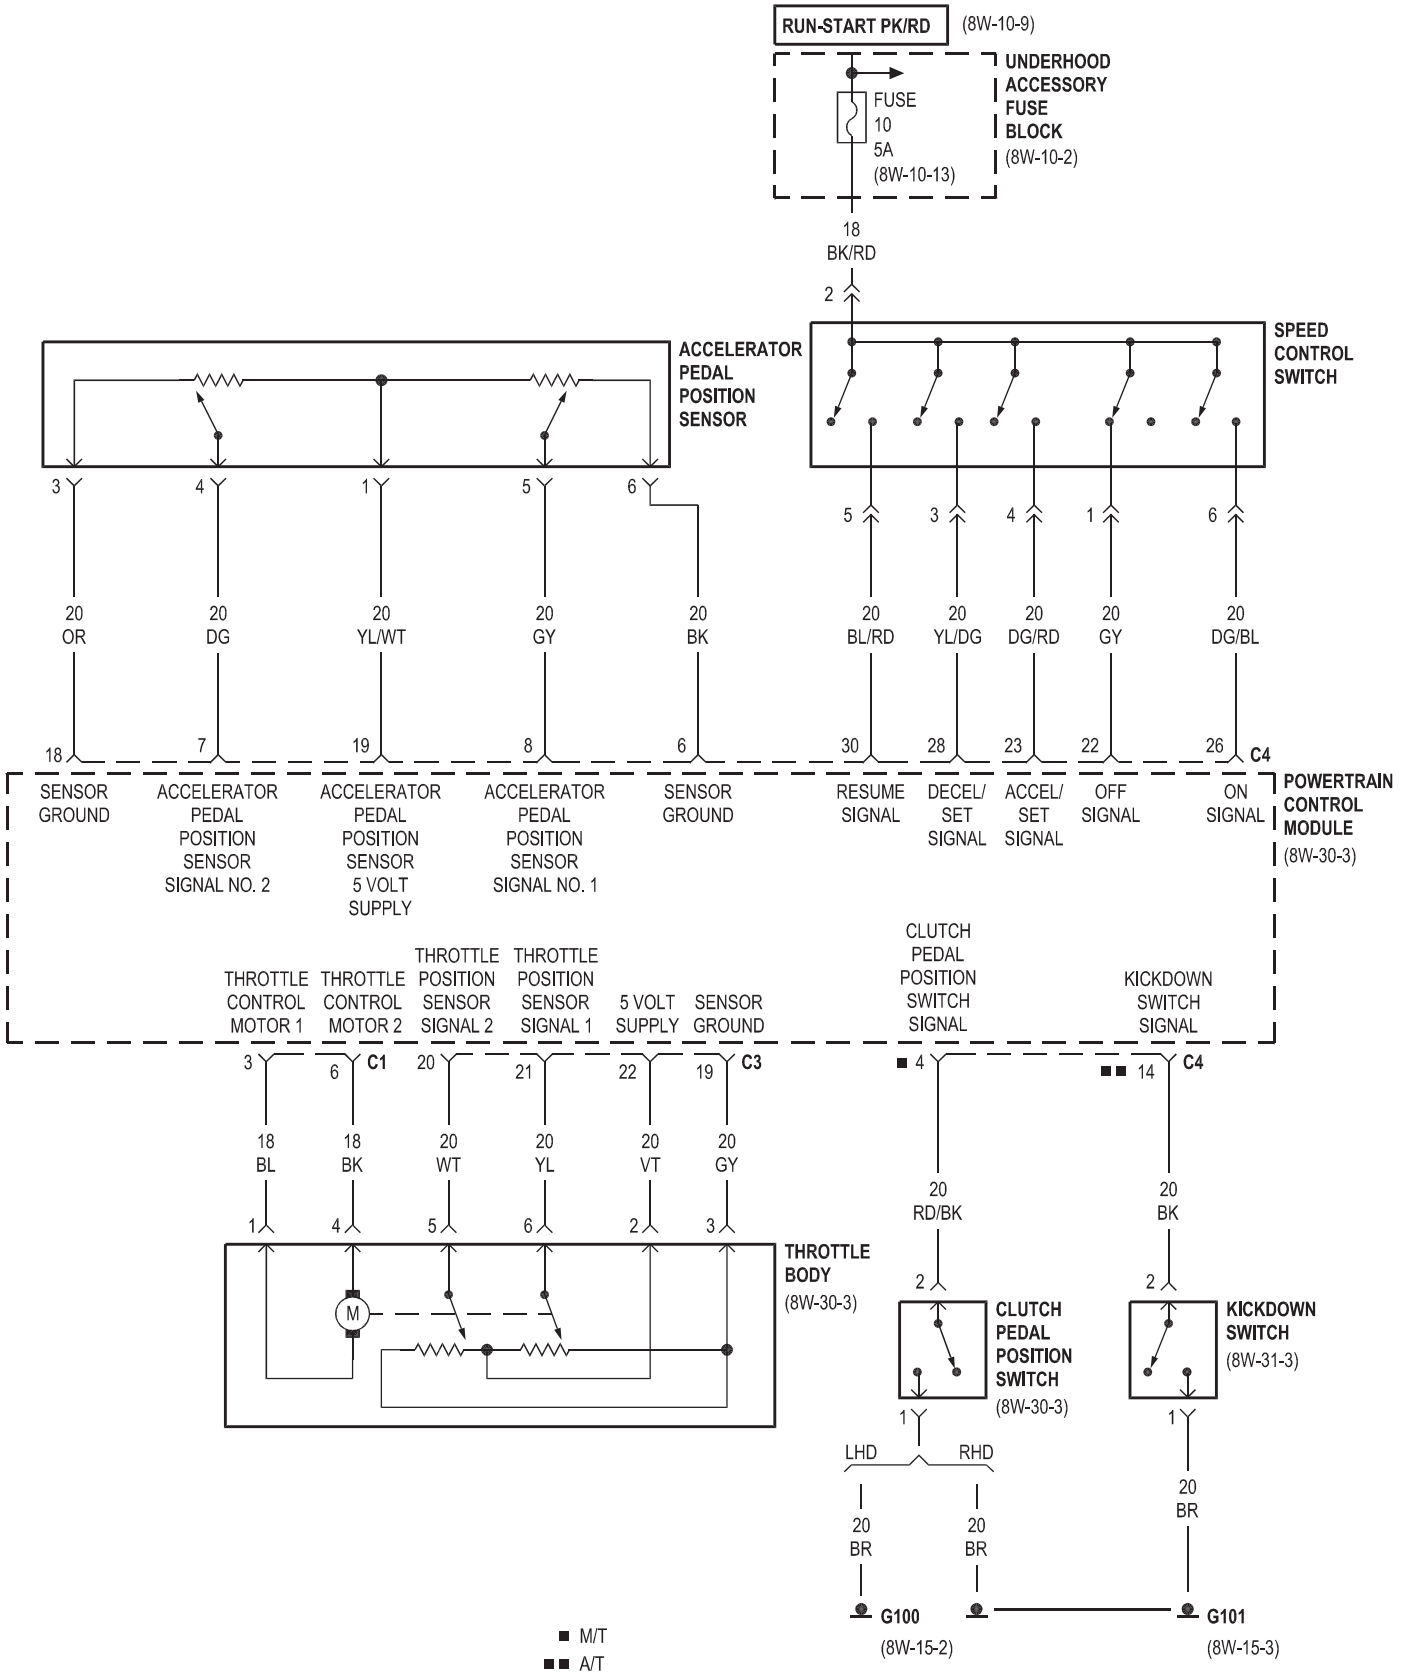 RUN-START PK/RD (8W-10-9)
UNDERHOOD
ACCESSORY
FUSE
BLOCK
(8W-10-2)
FUSE
10
5A
(8W-10-13)
18
BK/RD
2
SPEED
CONTROL
SWITCH
ACCELERATOR
PEDAL
POSITION
SENSOR
3 4 1 5 6
5 3 4 1 6
20 20 20 20 20 20 20 20 20 20
OR DG YL/WT GY BK BL/RD YL/DG DG/RD GY DG/BL
18 7 19 8 6 30 28 23 22 26 C4
POWERTRAIN
CONTROL
MODULE
(8W-30-3)
SENSOR
GROUND
ACCELERATOR
PEDAL
POSITION
SENSOR
SIGNAL NO. 2
ACCELERATOR
PEDAL
POSITION
SENSOR
5 VOLT
SUPPLY
ACCELERATOR
PEDAL
POSITION
SENSOR
SIGNAL NO. 1
SENSOR
GROUND
RESUME
SIGNAL
DECEL/
SET
SIGNAL
ACCEL/
SET
SIGNAL
OFF
SIGNAL
ON
SIGNAL
THROTTLE
CONTROL
MOTOR 1
THROTTLE
CONTROL
MOTOR 2
THROTTLE
POSITION
SENSOR
SIGNAL 2
THROTTLE
POSITION
SENSOR
SIGNAL 1
5 VOLT
SUPPLY
SENSOR
GROUND
CLUTCH
PEDAL
POSITION
SWITCH
SIGNAL
KICKDOWN
SWITCH
SIGNAL
3 6 C1 20 21 22 19 C3 ■ 4 ■■ 14 C4
18 18 20 20 20 20
BL BK WT YL VT GY
20 20
RD/BK BK
1 4 5 6 2 3
THROTTLE
BODY
(8W-30-3)
M
2 2
CLUTCH
PEDAL
POSITION
SWITCH
(8W-30-3)
KICKDOWN
SWITCH
(8W-31-3)
1 1
LHD RHD
20
BR
20
BR
20
BR
G100
(8W-15-2)
G101
(8W-15-3)
■ M/T
■■ A/T